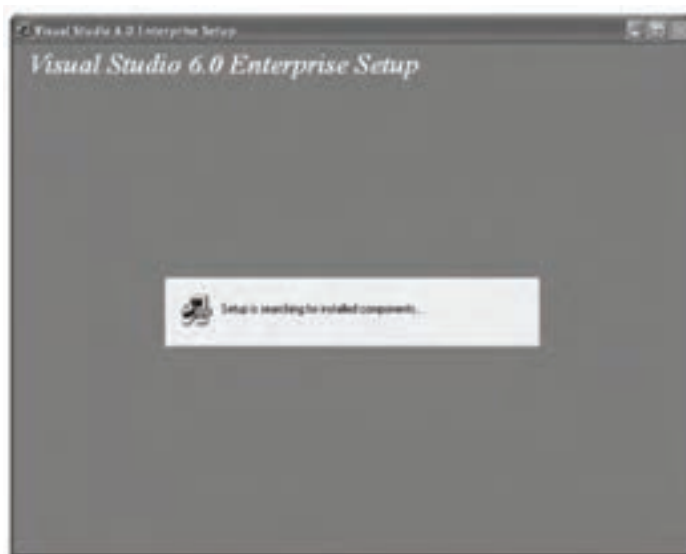 Visual Studio 6.0 Enterprise Setup
Visual Studio 6.0 Enterprise Setup
Setup is searching for installed components...